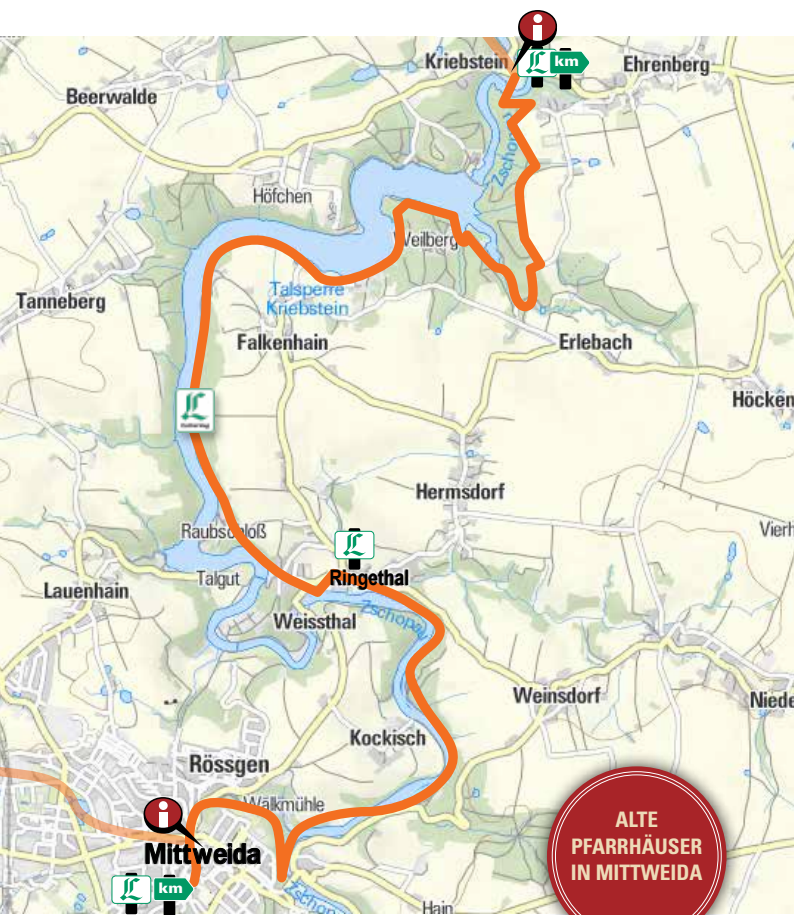 Kriebstein
L km
Ehrenberg
Beerwalde
Zschopau
Höfchen
Weilberg
Tanneberg
Talsperre
Kriebstein
Falkenhain
Erlebach
L
Höcken
Hermsdorf
Raubschloß
Vierh
L
Talgut
Ringethal
Lauenhain
Weissthal
Zschopau
Weinsdorf
Niede
Kockisch
Rössgen
Walkmühle
ALTE
PFARRHÄUSER
IN MITTWEIDA
Mittweida
L km
Zschopau
Hain